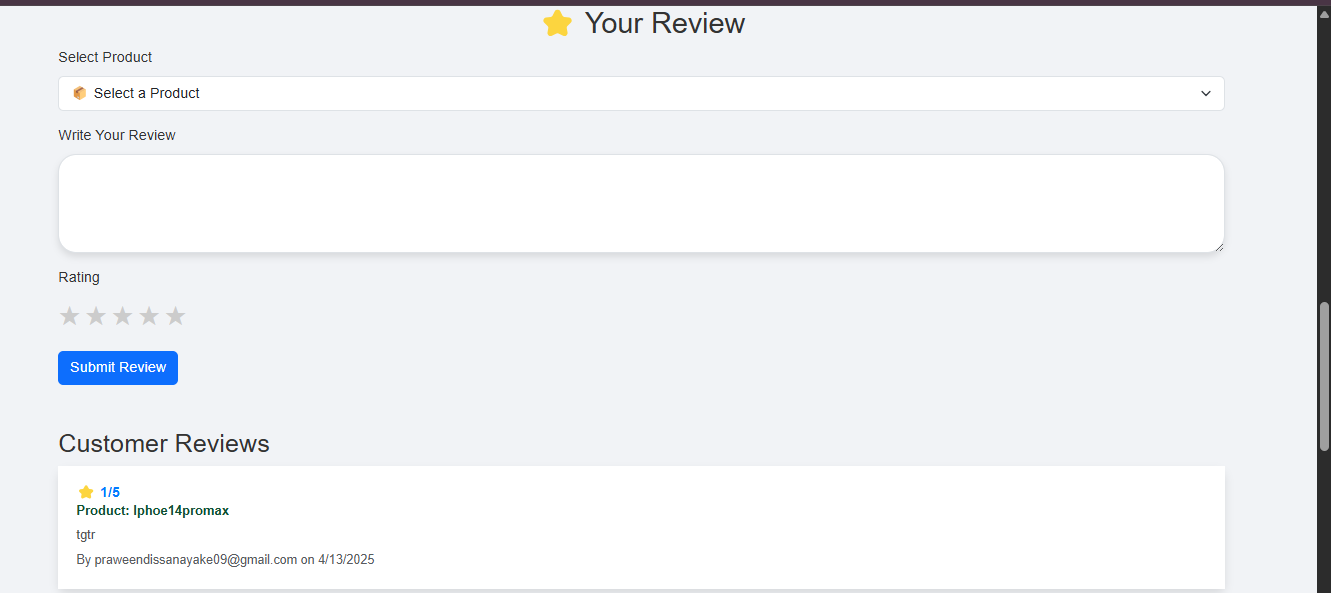 Your Review
Select Product
Select a Product
Write Your Review
Rating
Submit Review
Customer Reviews
1/5
Product: Iphoe14promax
tgtr
By praweendissanayake09@gmail.com on 4/13/2025